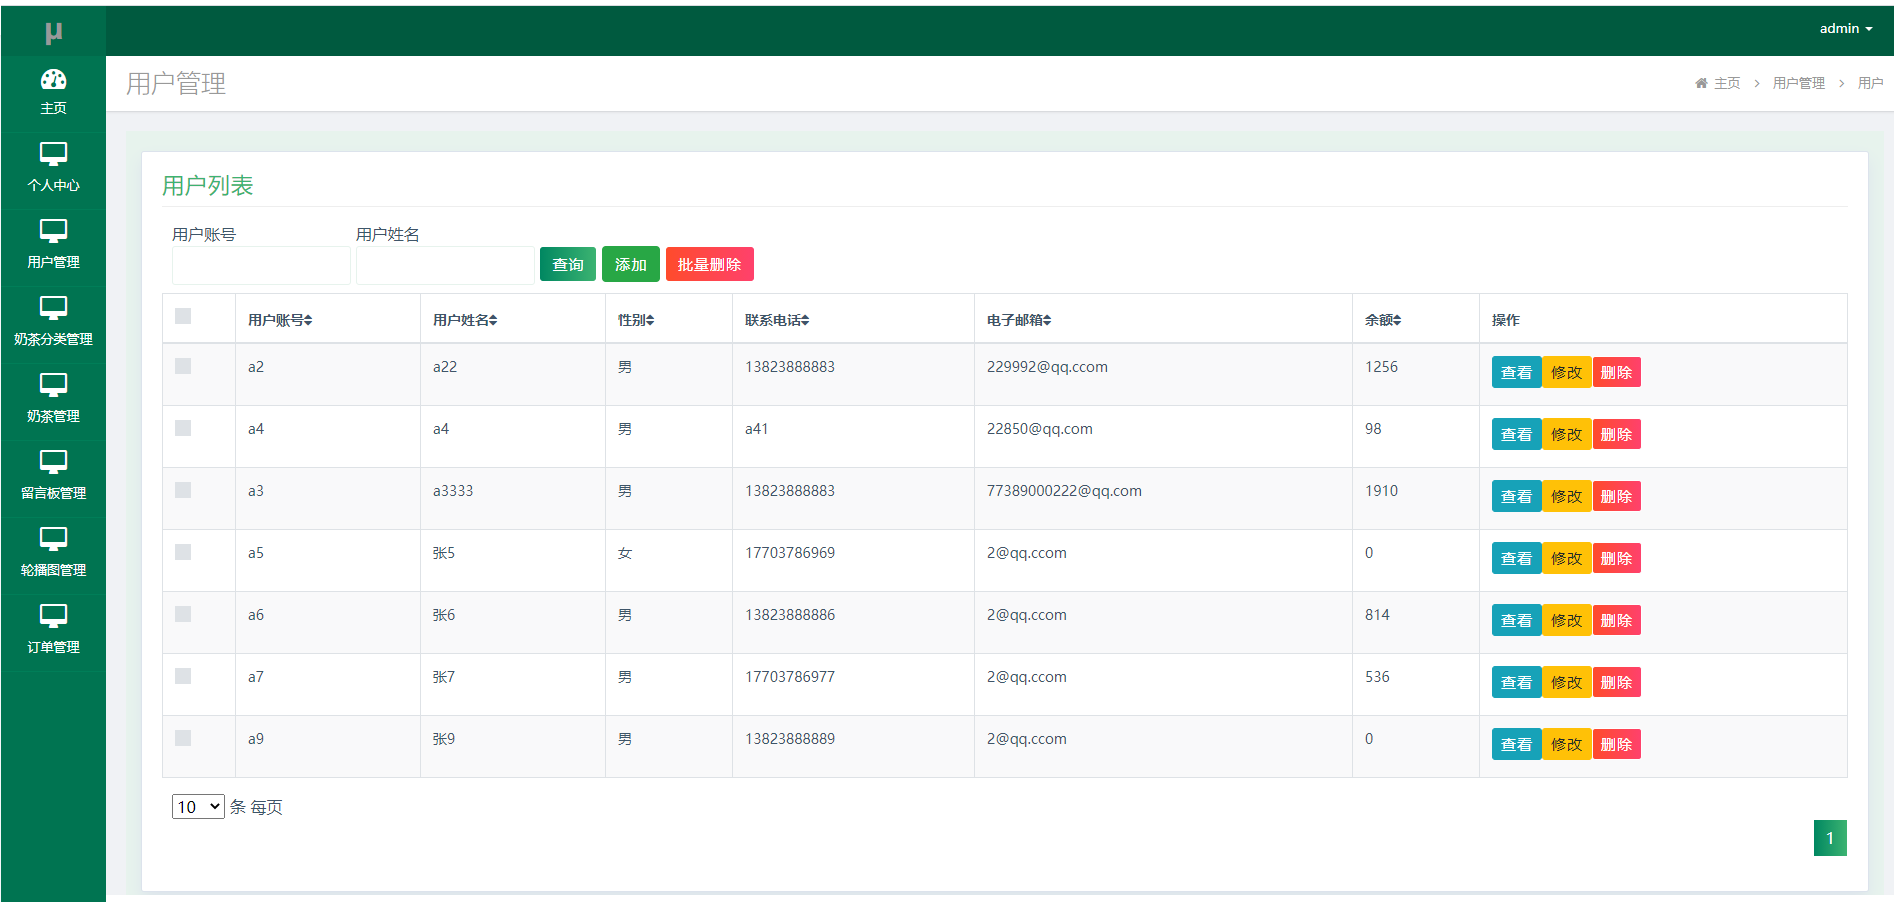 µ
admin
主页
个人中心
用户管理
奶茶分类管理
奶茶管理
留言板管理
轮播图管理
订单管理
用户管理
主页 > 用户管理 > 用户
用户列表
用户账号 用户姓名
查询 添加 批量删除
用户账号 用户姓名 性别 联系电话 电子邮箱 余额 操作
a2 a22 男 13823888883 229992@qq.ccom 1256 查看 修改 删除
a4 a4 男 a41 22850@qq.com 98 查看 修改 删除
a3 a3333 男 13823888883 77389000222@qq.com 1910 查看 修改 删除
a5 张5 女 17703786969 2@qq.ccom 0 查看 修改 删除
a6 张6 男 13823888886 2@qq.ccom 814 查看 修改 删除
a7 张7 男 17703786977 2@qq.ccom 536 查看 修改 删除
a9 张9 男 13823888889 2@qq.ccom 0 查看 修改 删除
10 条 每页
1